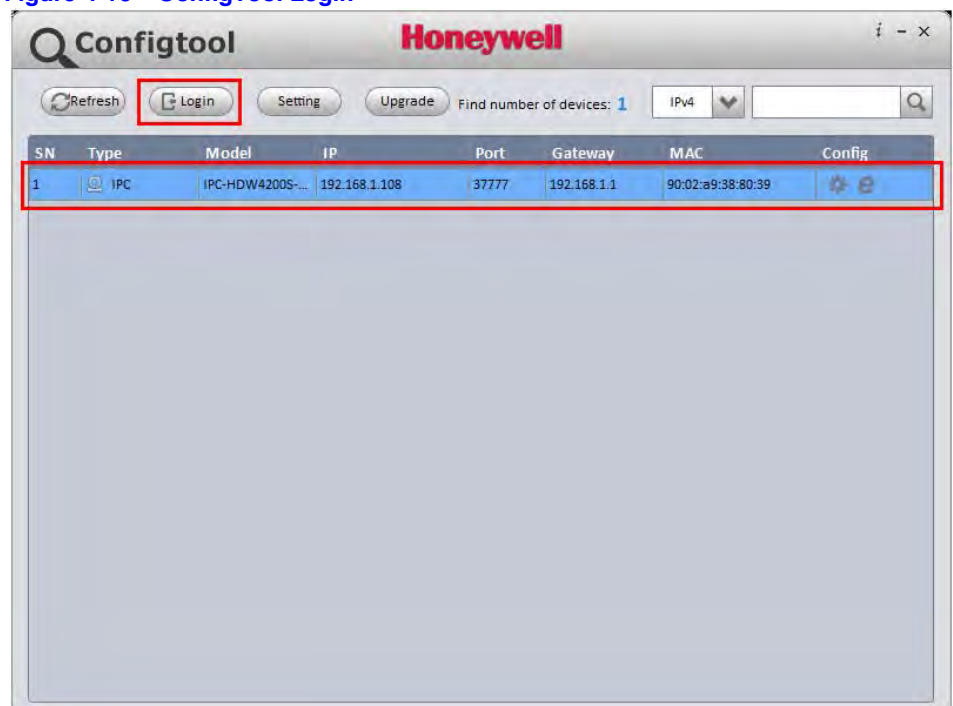 Configtool Honeywell i - x
Refresh Login Setting Upgrade Find number of devices: 1 IPv4
SN Type Model IP Port Gateway MAC Config
1 IPC IPC-HDW4200S-... 192.168.1.108 37777 192.168.1.1 90:02:a9:38:80:39